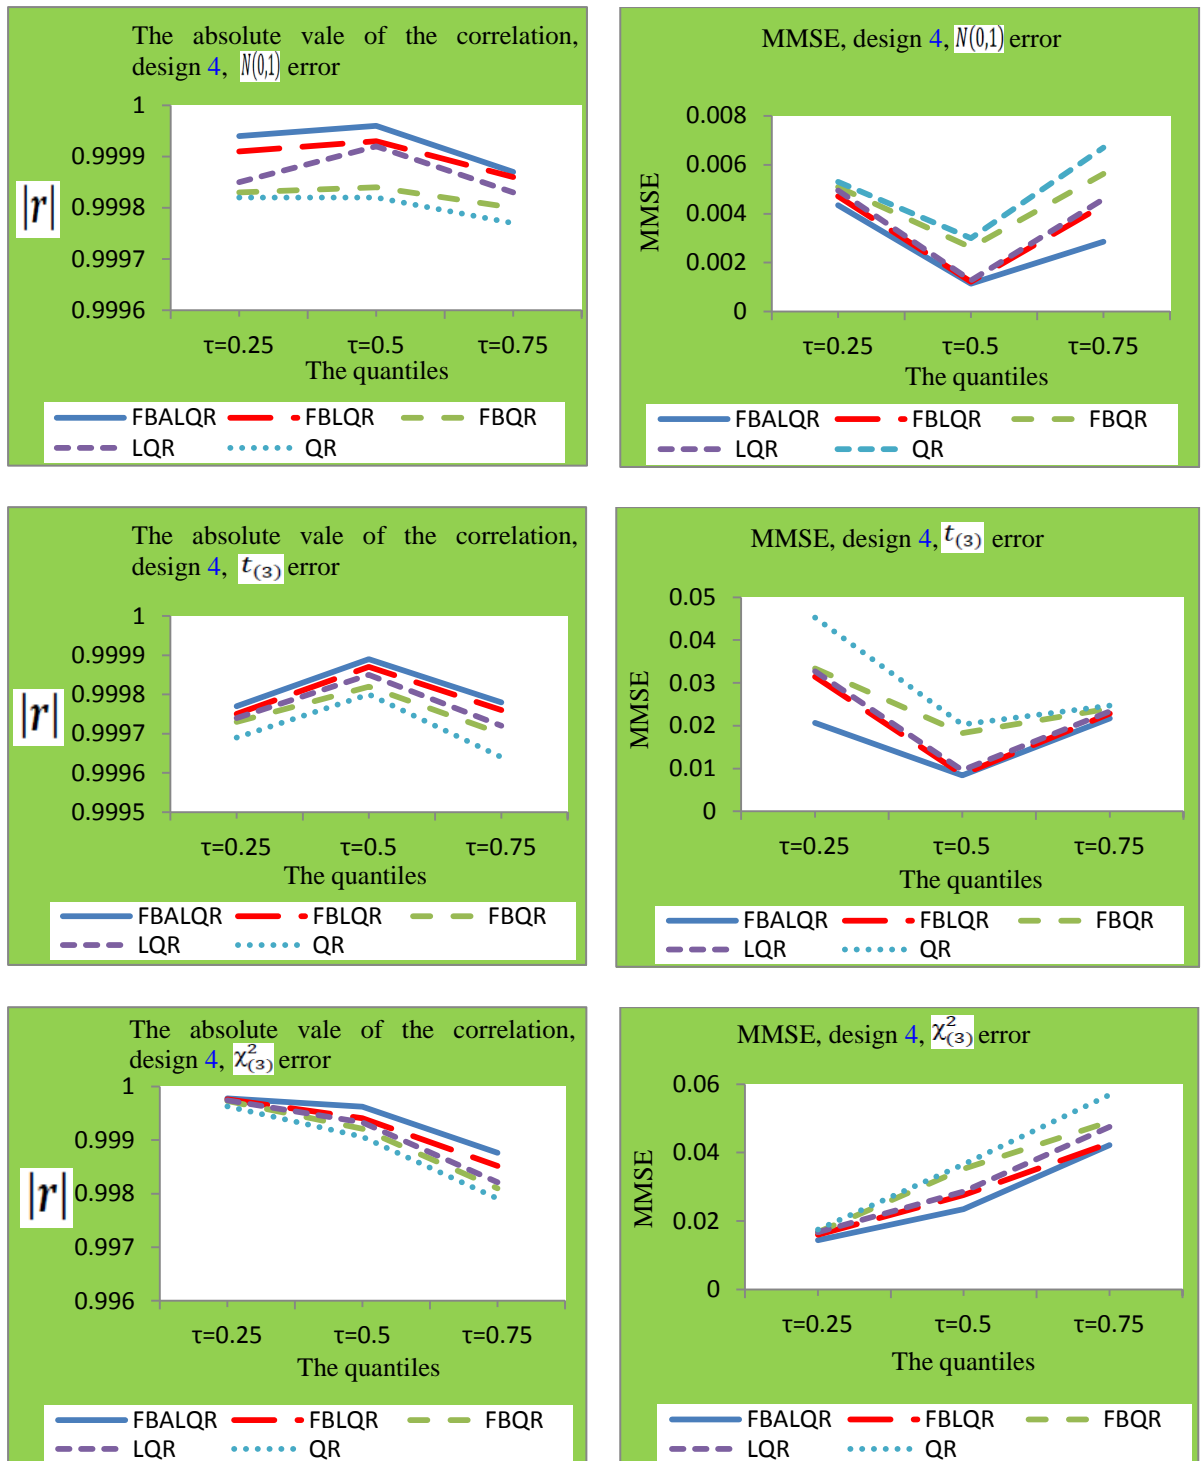 The absolute vale of the correlation,
design 4, N(0,1) error
1
0.9999
0.9998
0.9997
0.9996
|r|
τ=0.25 τ=0.5 τ=0.75
The quantiles
FBALQR FBLQR FBQR
LQR QR
MMSE, design 4, N(0,1) error
0.008
0.006
0.004
0.002
0
MMSE
τ=0.25 τ=0.5 τ=0.75
The quantiles
FBALQR FBLQR FBQR
LQR QR
The absolute vale of the correlation,
design 4, t(3) error
1
0.9999
0.9998
0.9997
0.9996
0.9995
|r|
τ=0.25 τ=0.5 τ=0.75
The quantiles
FBALQR FBLQR FBQR
LQR QR
MMSE, design 4, t(3) error
0.05
0.04
0.03
0.02
0.01
0
MMSE
τ=0.25 τ=0.5 τ=0.75
The quantiles
FBALQR FBLQR FBQR
LQR QR
The absolute vale of the correlation,
design 4, χ²(3) error
1
0.999
0.998
0.997
0.996
|r|
τ=0.25 τ=0.5 τ=0.75
The quantiles
FBALQR FBLQR FBQR
LQR QR
MMSE, design 4, χ²(3) error
0.06
0.04
0.02
0
MMSE
τ=0.25 τ=0.5 τ=0.75
The quantiles
FBALQR FBLQR FBQR
LQR QR